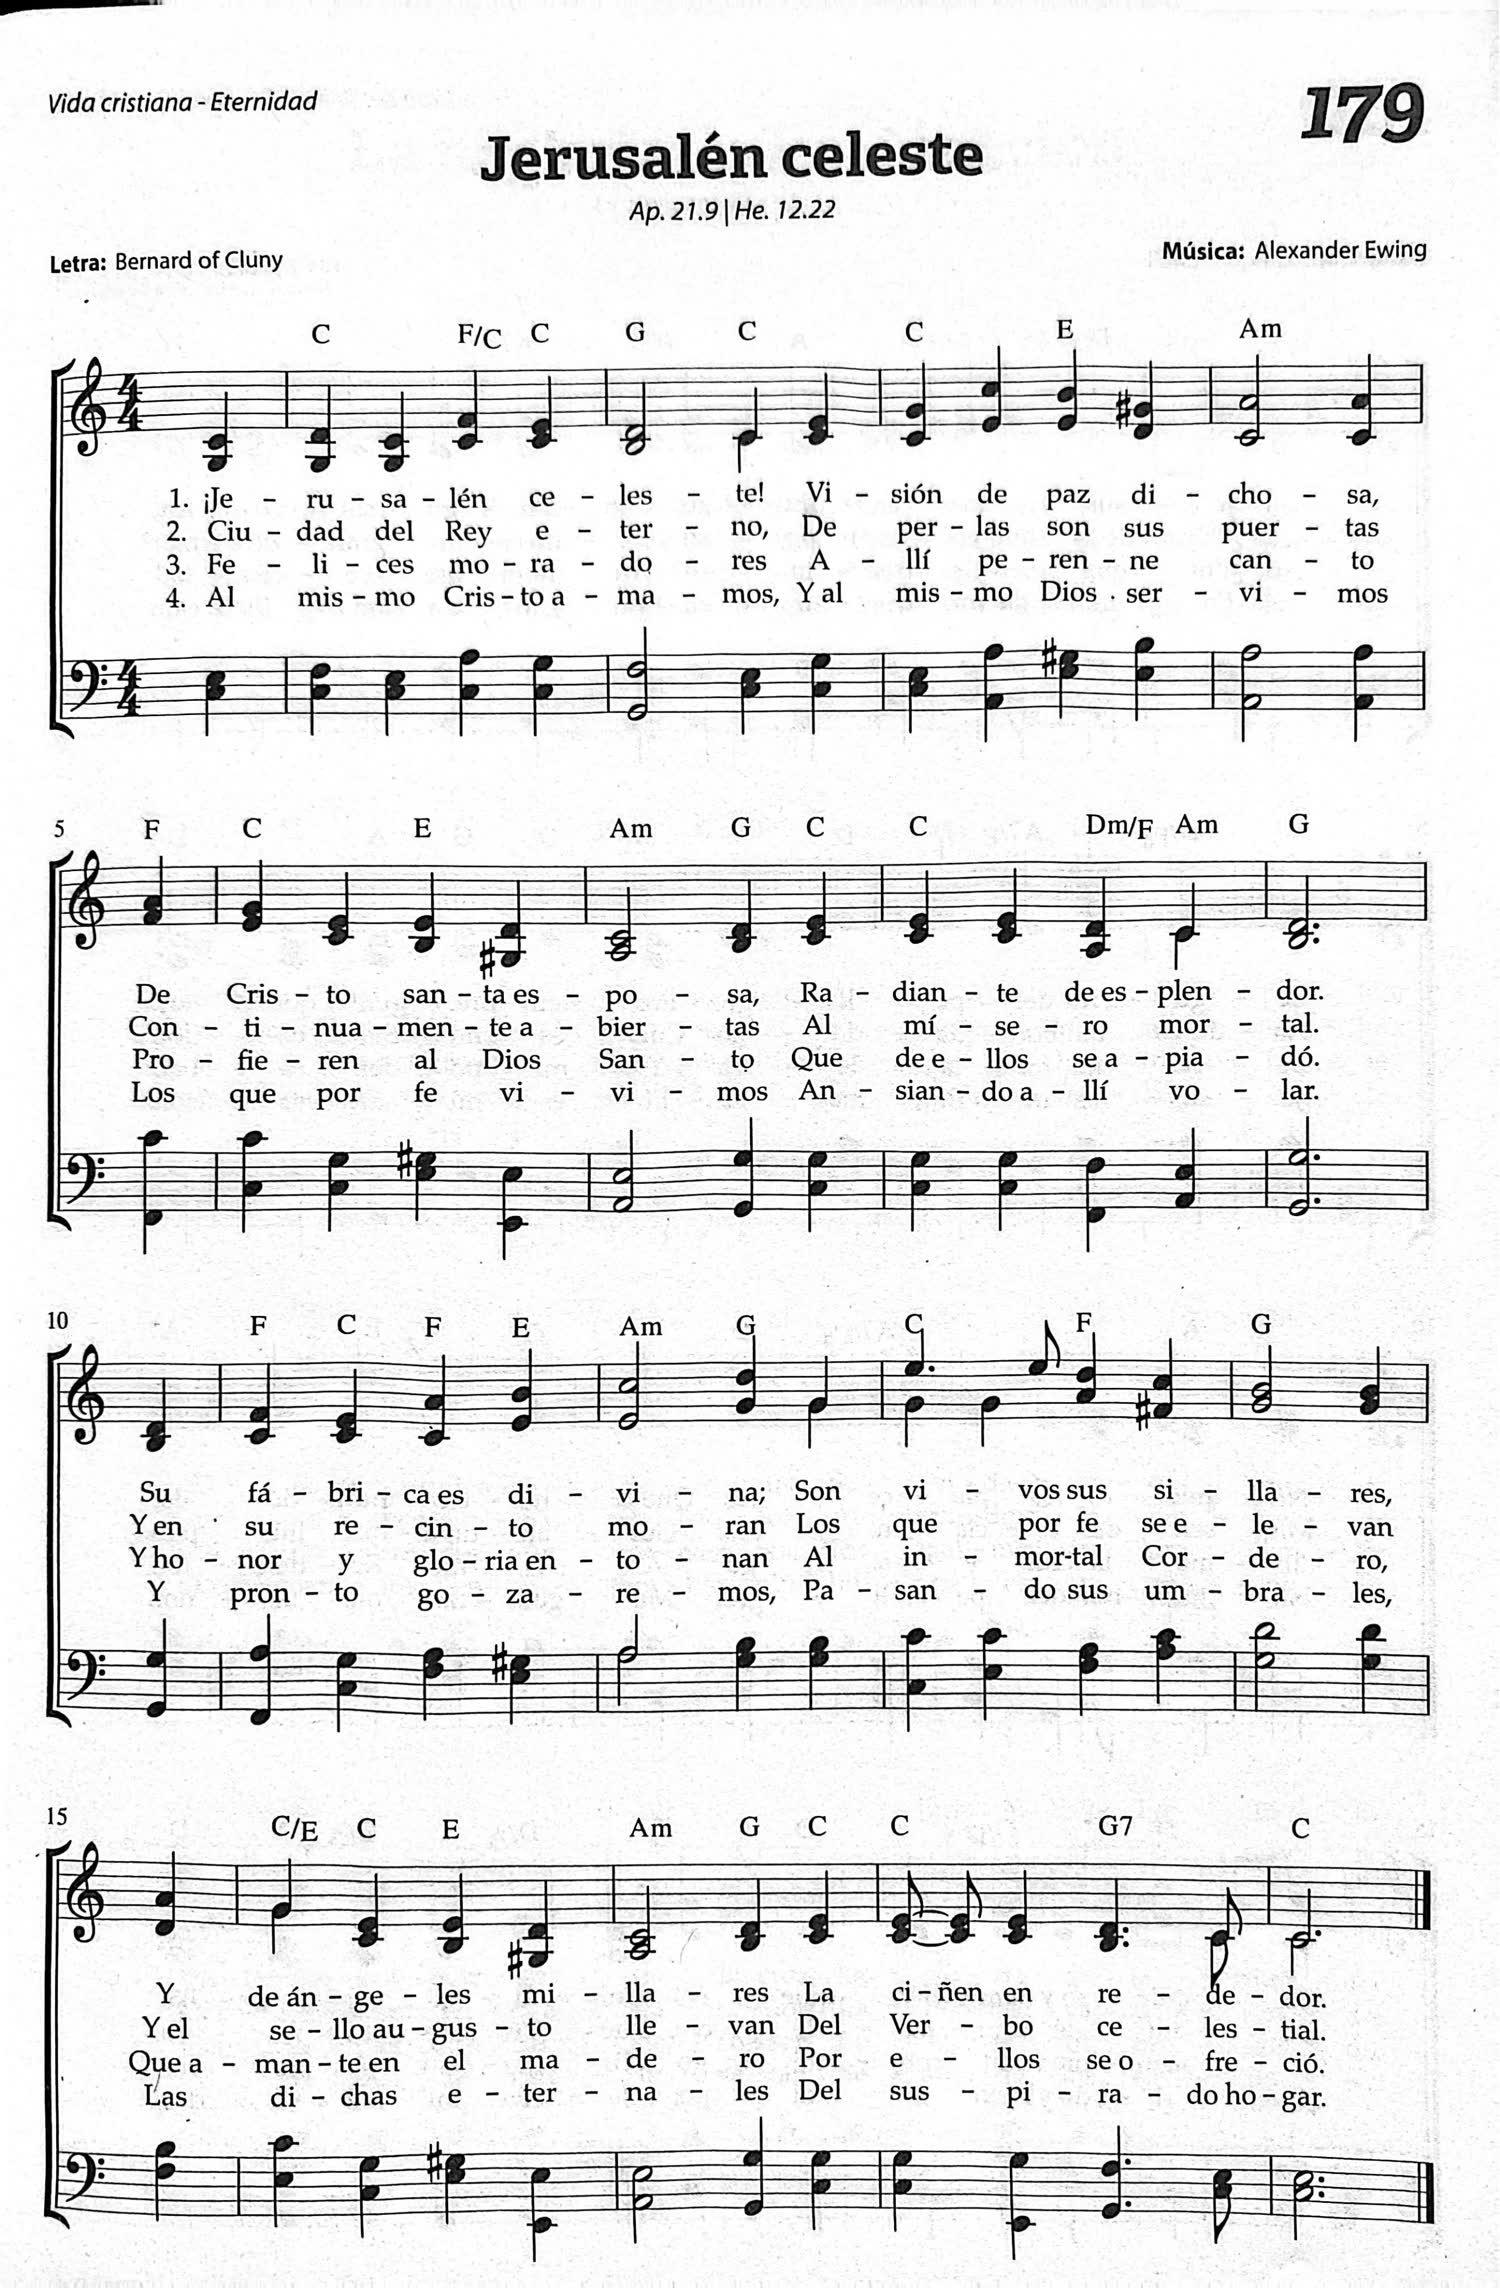 Vida cristiana - Eternidad
179
Jerusalén celeste
Ap. 21.9 | He. 12.22
Letra: Bernard of Cluny
Música: Alexander Ewing
C F/C C G C C E Am
1. ¡Je – ru – sa – lén ce – les – te! Vi – sión de paz di – cho – sa,
2. Ciu – dad del Rey e – ter – no, De per – las son sus puer – tas
3. Fe – li – ces mo – ra – do – res A – llí pe – ren – ne can – to
4. Al mis – mo Cris – to a – ma – mos, Y al mis – mo Dios ser – vi – mos
5 F C E Am G C C Dm/F Am G
De Cris – to san – ta es – po – sa, Ra – dian – te de es – plen – dor.
Con – ti – nua – men – te a – bier – tas Al mí – se – ro mor – tal.
Pro – fie – ren al Dios San – to Que de e – llos se a – pia – dó.
Los que por fe vi – vi – mos An – sian – do a – llí vo – lar.
10 F C F E Am G C F G
Su fá – bri – ca es di – vi – na; Son vi – vos sus si – lla – res,
Y en su re – cin – to mo – ran Los que por fe se e – le – van
Y ho – nor y glo – ria en – to – nan Al in – mor-tal Cor – de – ro,
Y pron – to go – za – re – mos, Pa – san – do sus um – bra – les,
15 C/E C E Am G C C G7 C
Y de án – ge – les mi – lla – res La ci – ñen en re – de – dor.
Y el se – llo au – gus – to lle – van Del Ver – bo ce – les – tial.
Que a – man – te en el ma – de – ro Por e – llos se o – fre – ció.
Las di – chas e – ter – na – les Del sus – pi – ra – do ho – gar.